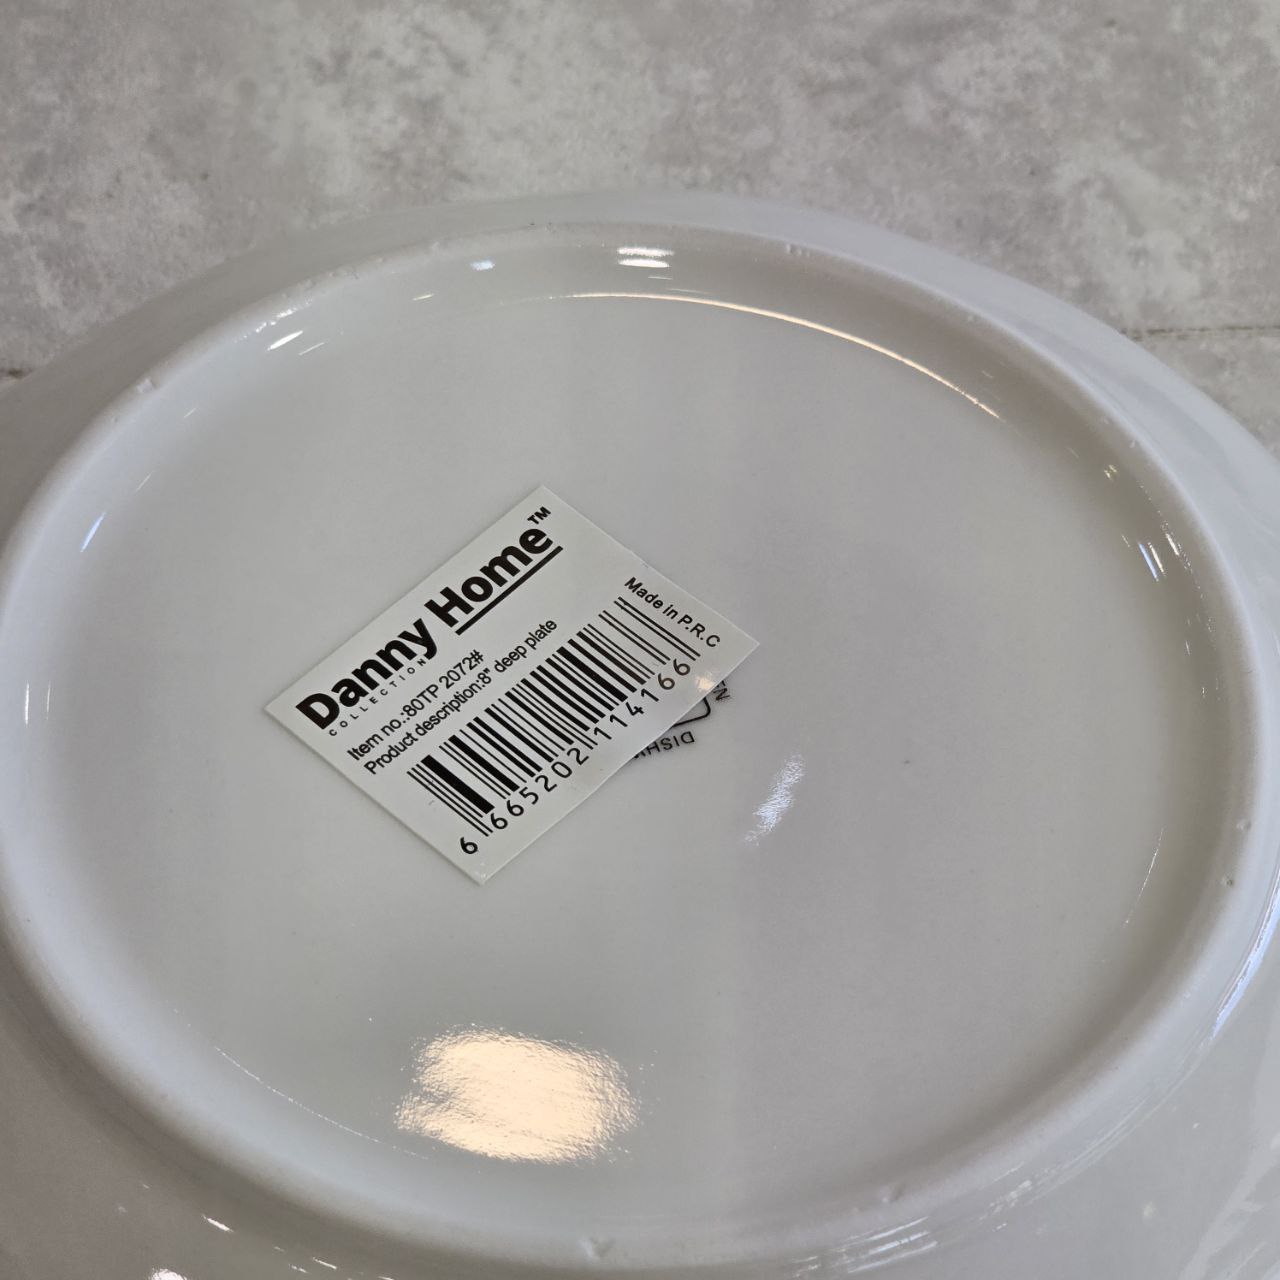 Danny Home™
COLLECTION
Item no.:80TP 2072#
Product description:8" deep plate
Made in P.R.C
6 665202 114166